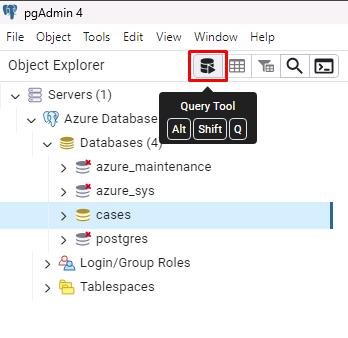 pgAdmin 4
File Object Tools Edit View Window Help
Object Explorer
Query Tool
Alt Shift Q
Servers (1)
Azure Database
Databases (4)
azure_maintenance
azure_sys
cases
postgres
Login/Group Roles
Tablespaces